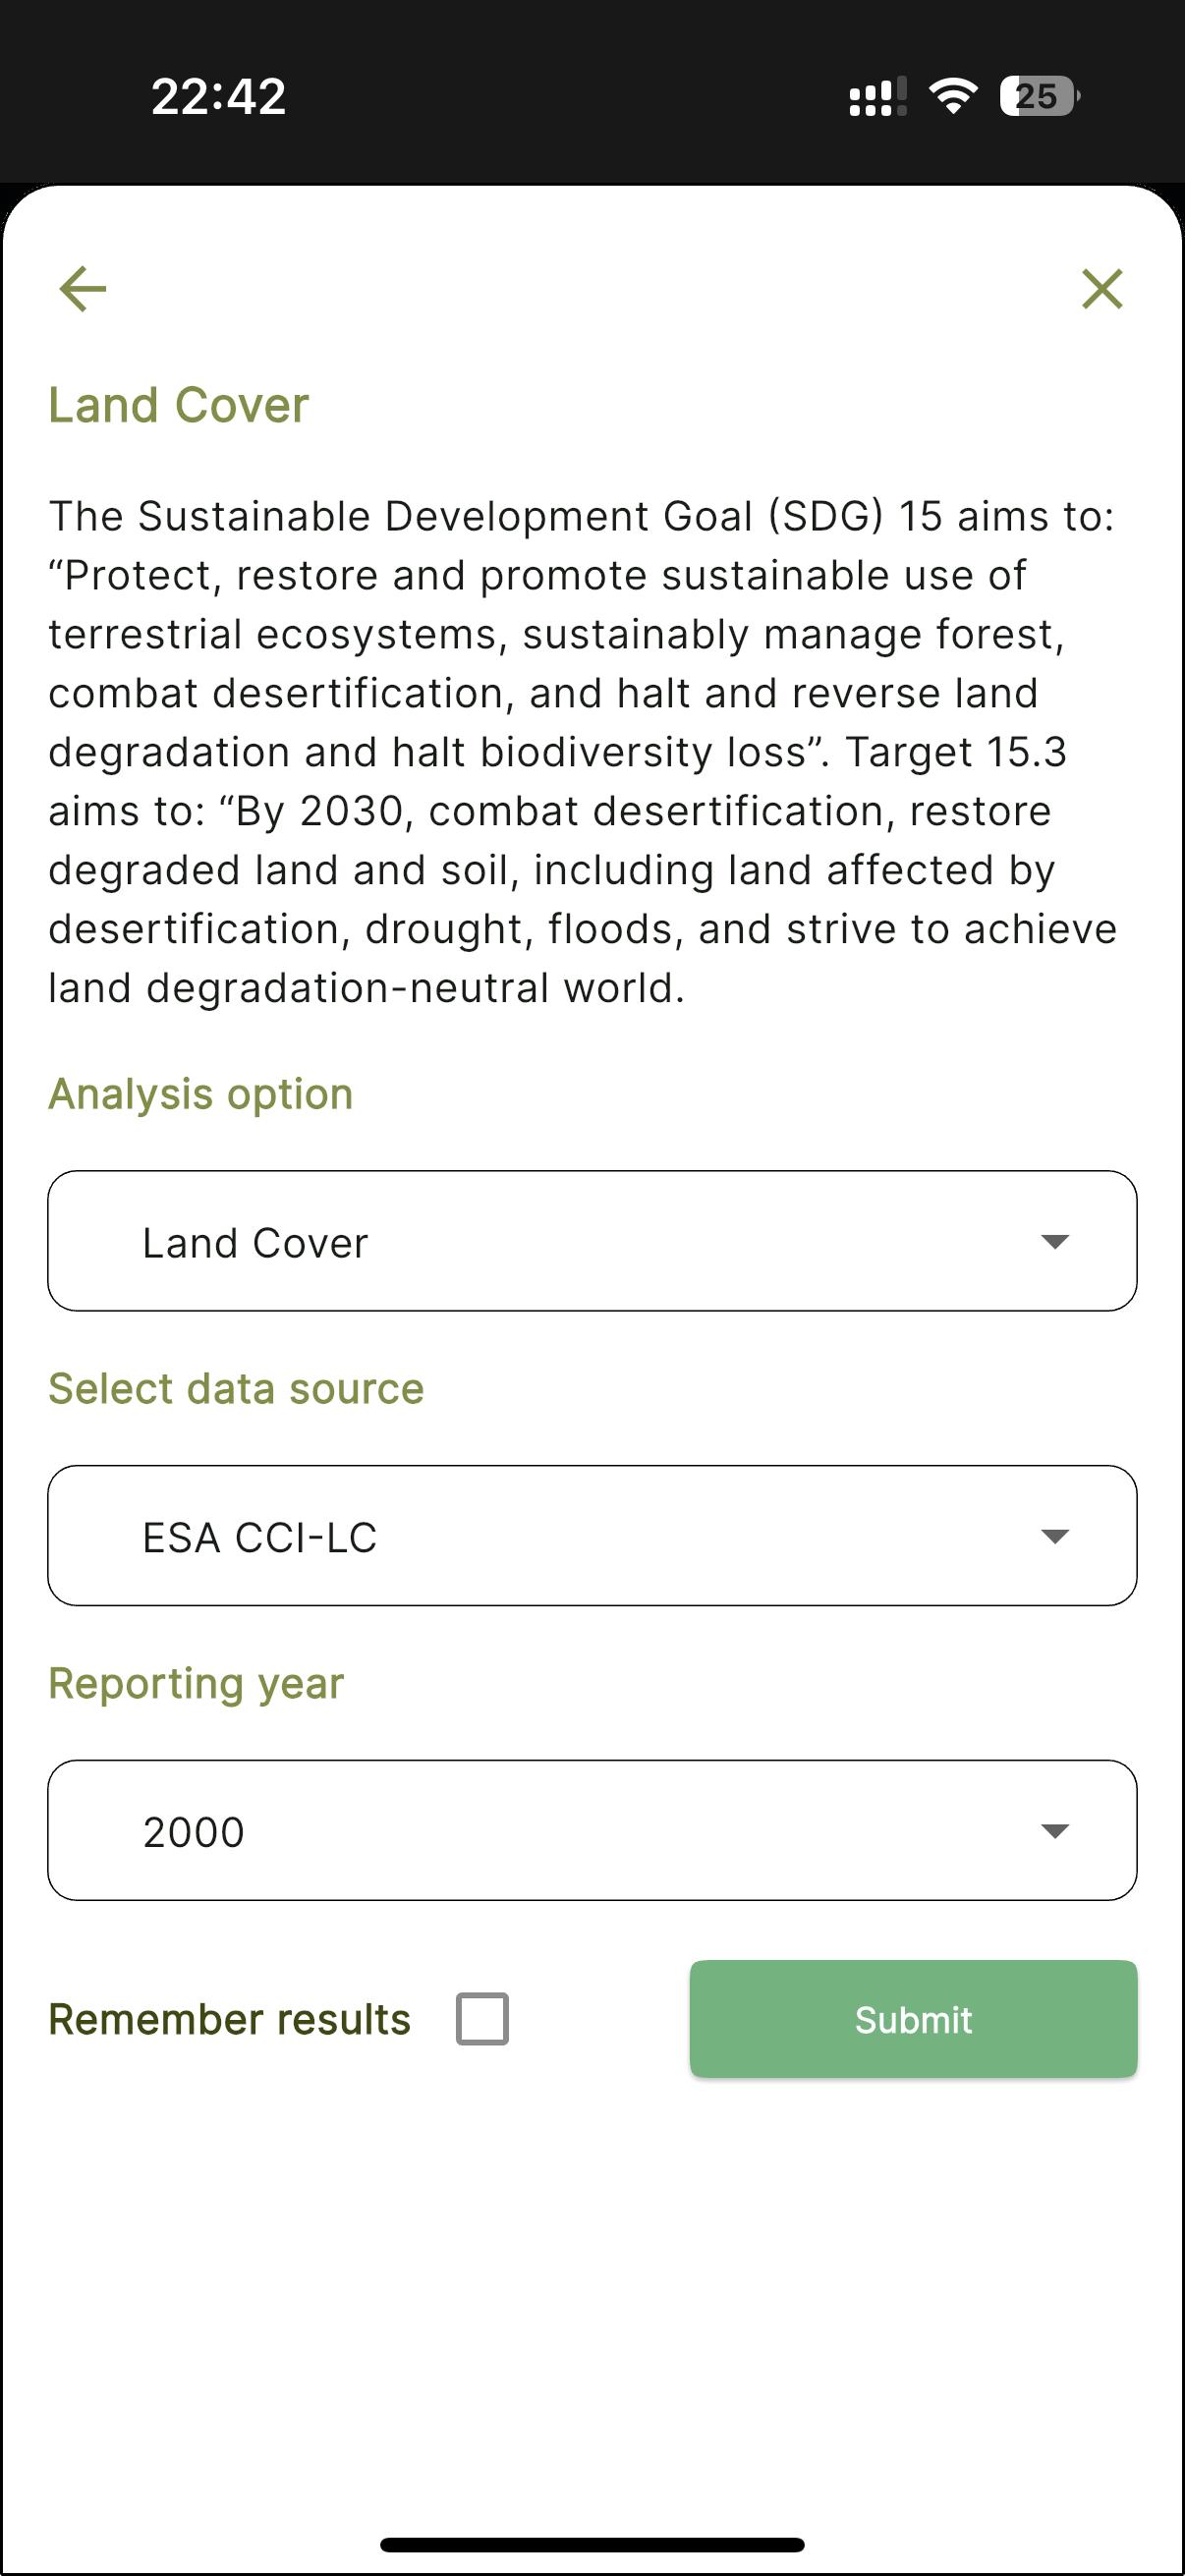 22:42
25
Land Cover
The Sustainable Development Goal (SDG) 15 aims to:
“Protect, restore and promote sustainable use of
terrestrial ecosystems, sustainably manage forest,
combat desertification, and halt and reverse land
degradation and halt biodiversity loss”. Target 15.3
aims to: “By 2030, combat desertification, restore
degraded land and soil, including land affected by
desertification, drought, floods, and strive to achieve
land degradation-neutral world.
Analysis option
Land Cover
Select data source
ESA CCI-LC
Reporting year
2000
Remember results
Submit